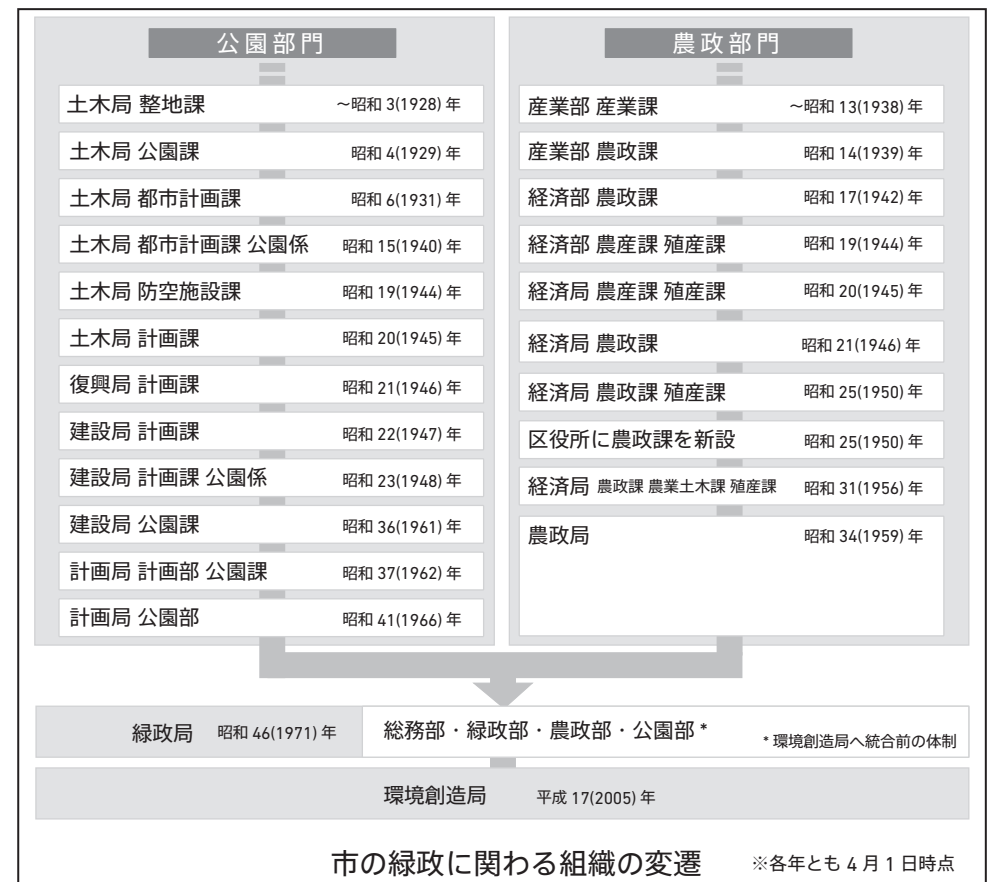 公園部門
土木局 整地課 ～昭和 3(1928) 年
土木局 公園課 昭和 4(1929) 年
土木局 都市計画課 昭和 6(1931) 年
土木局 都市計画課 公園係 昭和 15(1940) 年
土木局 防空施設課 昭和 19(1944) 年
土木局 計画課 昭和 20(1945) 年
復興局 計画課 昭和 21(1946) 年
建設局 計画課 昭和 22(1947) 年
建設局 計画課 公園係 昭和 23(1948) 年
建設局 公園課 昭和 36(1961) 年
計画局 計画部 公園課 昭和 37(1962) 年
計画局 公園部 昭和 41(1966) 年
農政部門
産業部 産業課 ～昭和 13(1938) 年
産業部 農政課 昭和 14(1939) 年
経済部 農政課 昭和 17(1942) 年
経済部 農産課 殖産課 昭和 19(1944) 年
経済局 農産課 殖産課 昭和 20(1945) 年
経済局 農政課 昭和 21(1946) 年
経済局 農政課 殖産課 昭和 25(1950) 年
区役所に農政課を新設 昭和 25(1950) 年
経済局 農政課 農業土木課 殖産課 昭和 31(1956) 年
農政局 昭和 34(1959) 年
緑政局 昭和 46(1971) 年 総務部・緑政部・農政部・公園部 * * 環境創造局へ統合前の体制
環境創造局 平成 17(2005) 年
市の緑政に関わる組織の変遷 ※各年とも 4 月 1 日時点